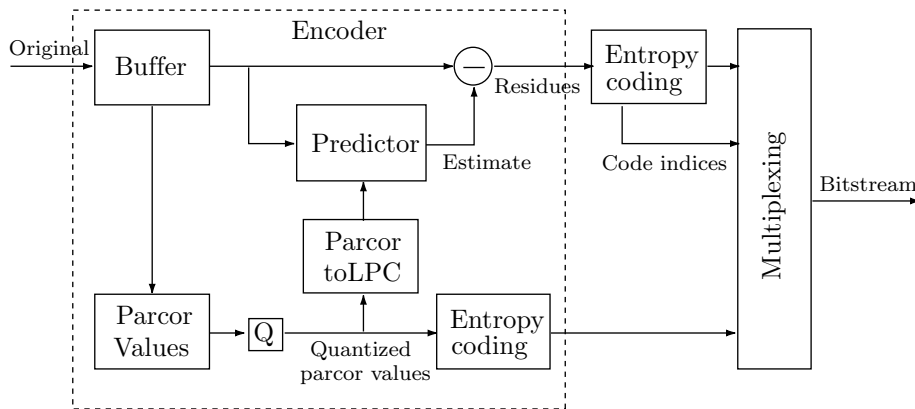 Encoder
Original
Buffer
—
Residues
Entropy
coding
Predictor
Estimate
Code indices
Multiplexing
Bitstream
Parcor
toLPC
Parcor
Values
Q
Quantized
parcor values
Entropy
coding